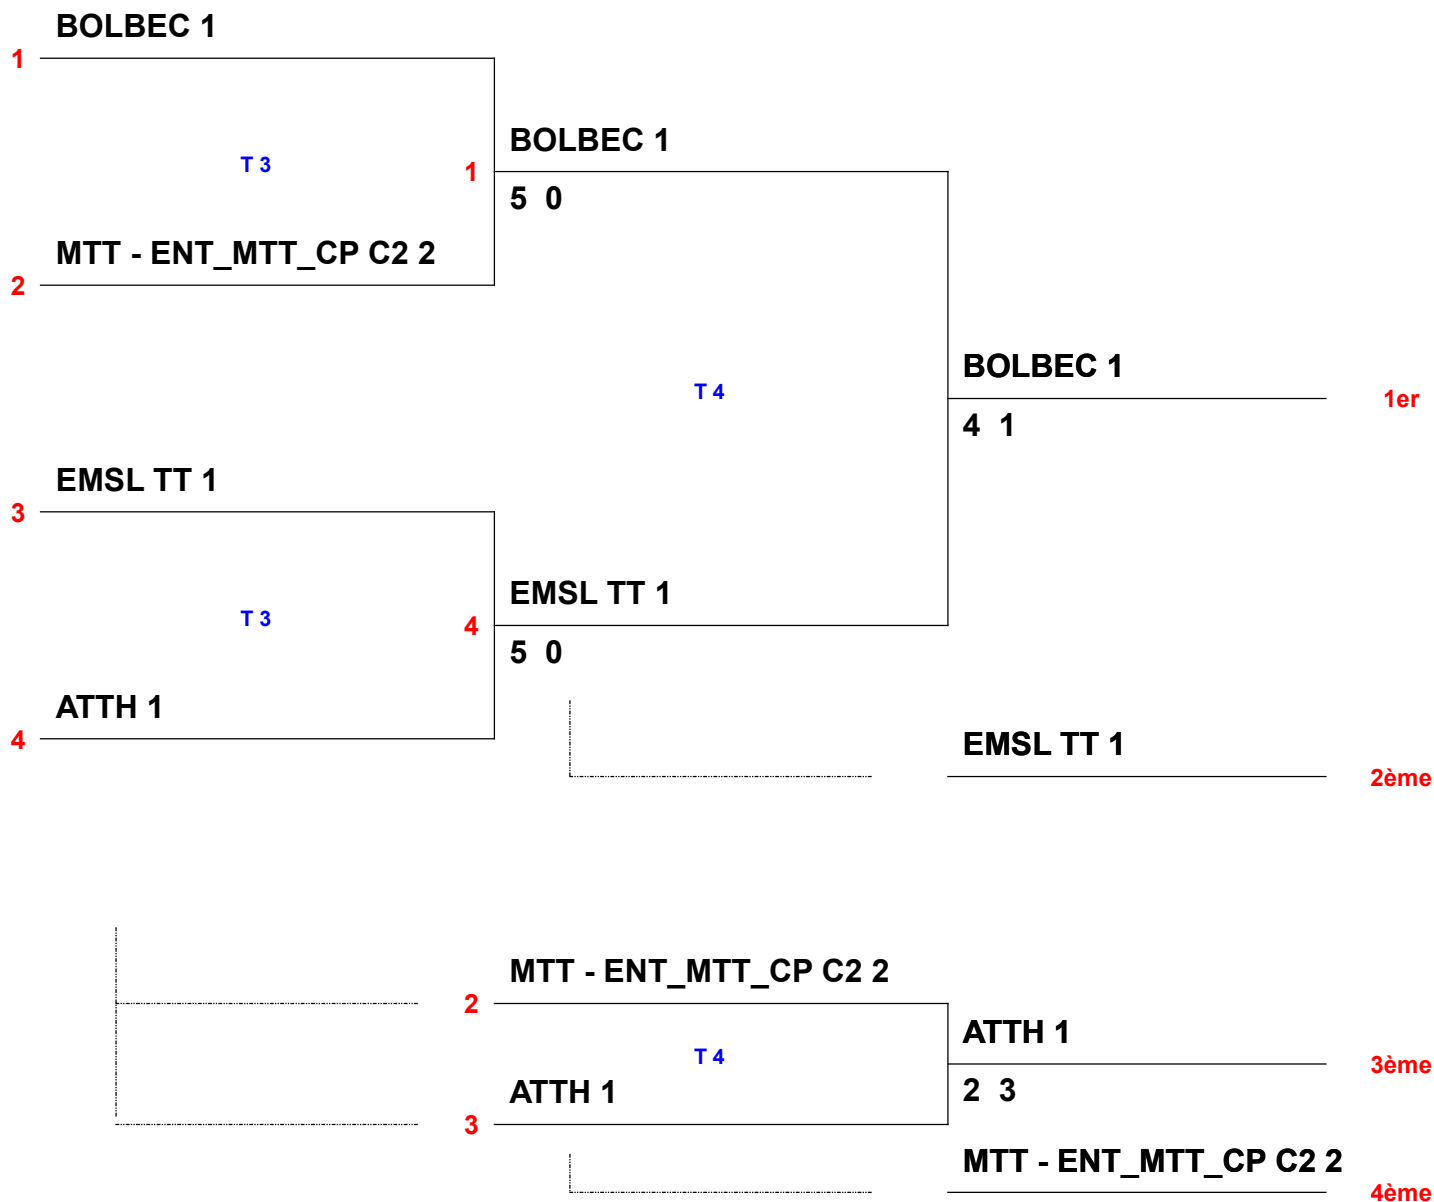 BOLBEC 1
1
BOLBEC 1
T 3
1
5 0
MTT - ENT_MTT_CP C2 2
2
BOLBEC 1
T 4
1er
4 1
EMSL TT 1
3
EMSL TT 1
T 3
4
5 0
ATTH 1
4
EMSL TT 1
2ème
MTT - ENT_MTT_CP C2 2
2
ATTH 1
T 4
3ème
2 3
ATTH 1
3
MTT - ENT_MTT_CP C2 2
4ème